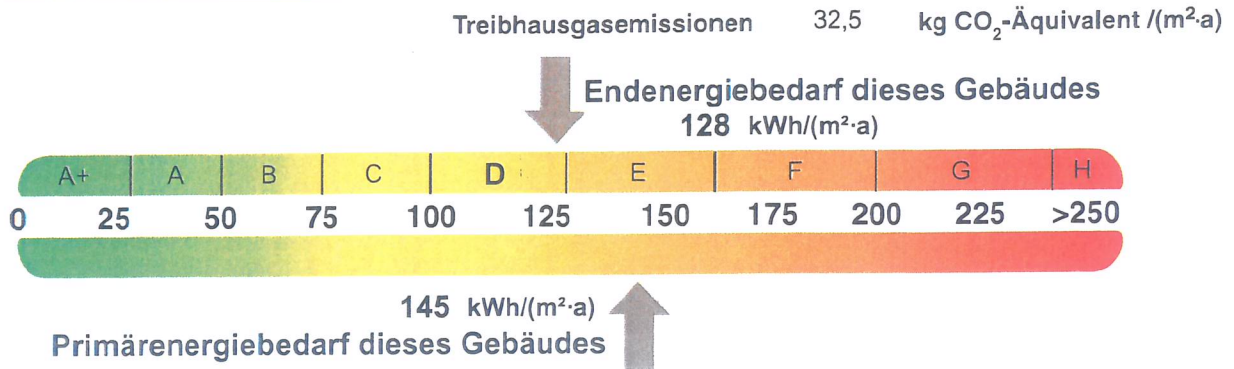 Treibhausgasemissionen 32,5 kg CO₂-Äquivalent /(m²·a)
Endenergiebedarf dieses Gebäudes
128 kWh/(m²·a)
A+ A B C D E F G H
0 25 50 75 100 125 150 175 200 225 >250
145 kWh/(m²·a)
Primärenergiebedarf dieses Gebäudes